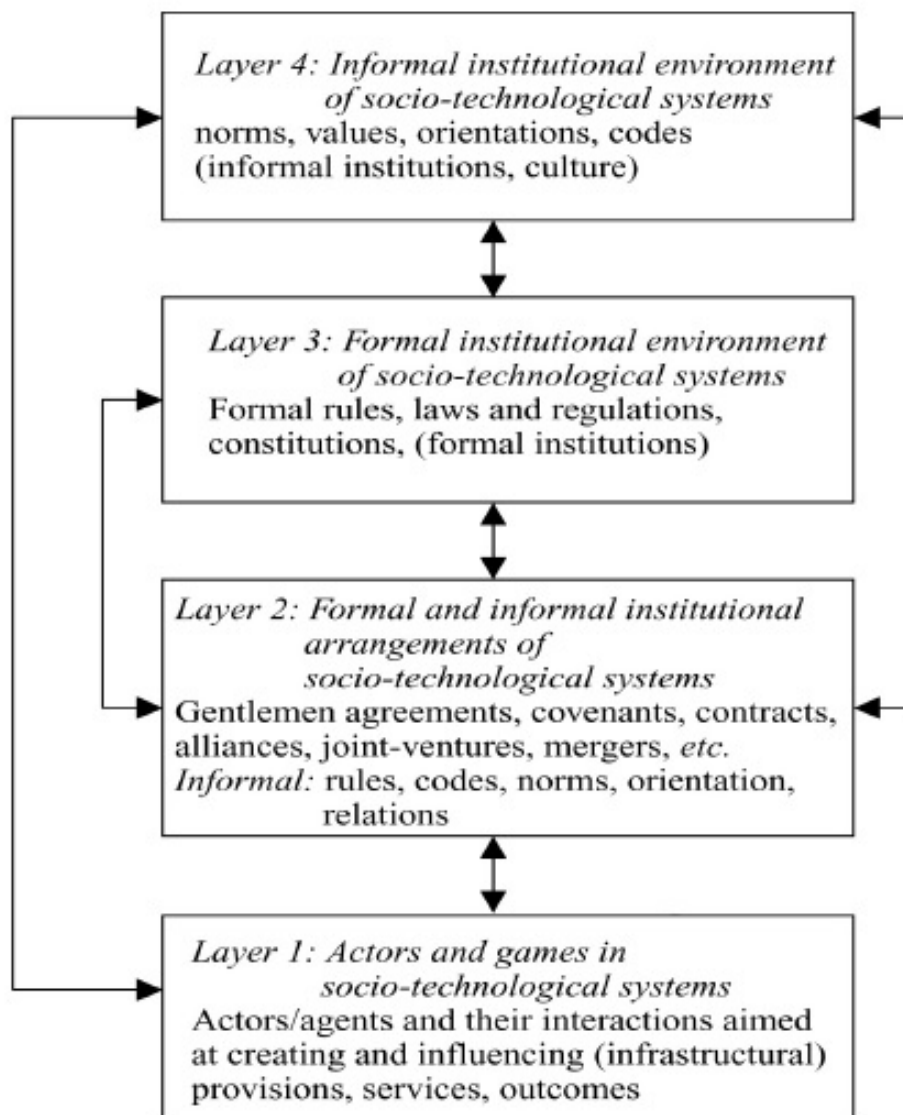 Layer 4: Informal institutional environment
of socio-technological systems
norms, values, orientations, codes
(informal institutions, culture)
Layer 3: Formal institutional environment
of socio-technological systems
Formal rules, laws and regulations,
constitutions, (formal institutions)
Layer 2: Formal and informal institutional
arrangements of
socio-technological systems
Gentlemen agreements, covenants, contracts,
alliances, joint-ventures, mergers, etc.
Informal: rules, codes, norms, orientation,
relations
Layer 1: Actors and games in
socio-technological systems
Actors/agents and their interactions aimed
at creating and influencing (infrastructural)
provisions, services, outcomes